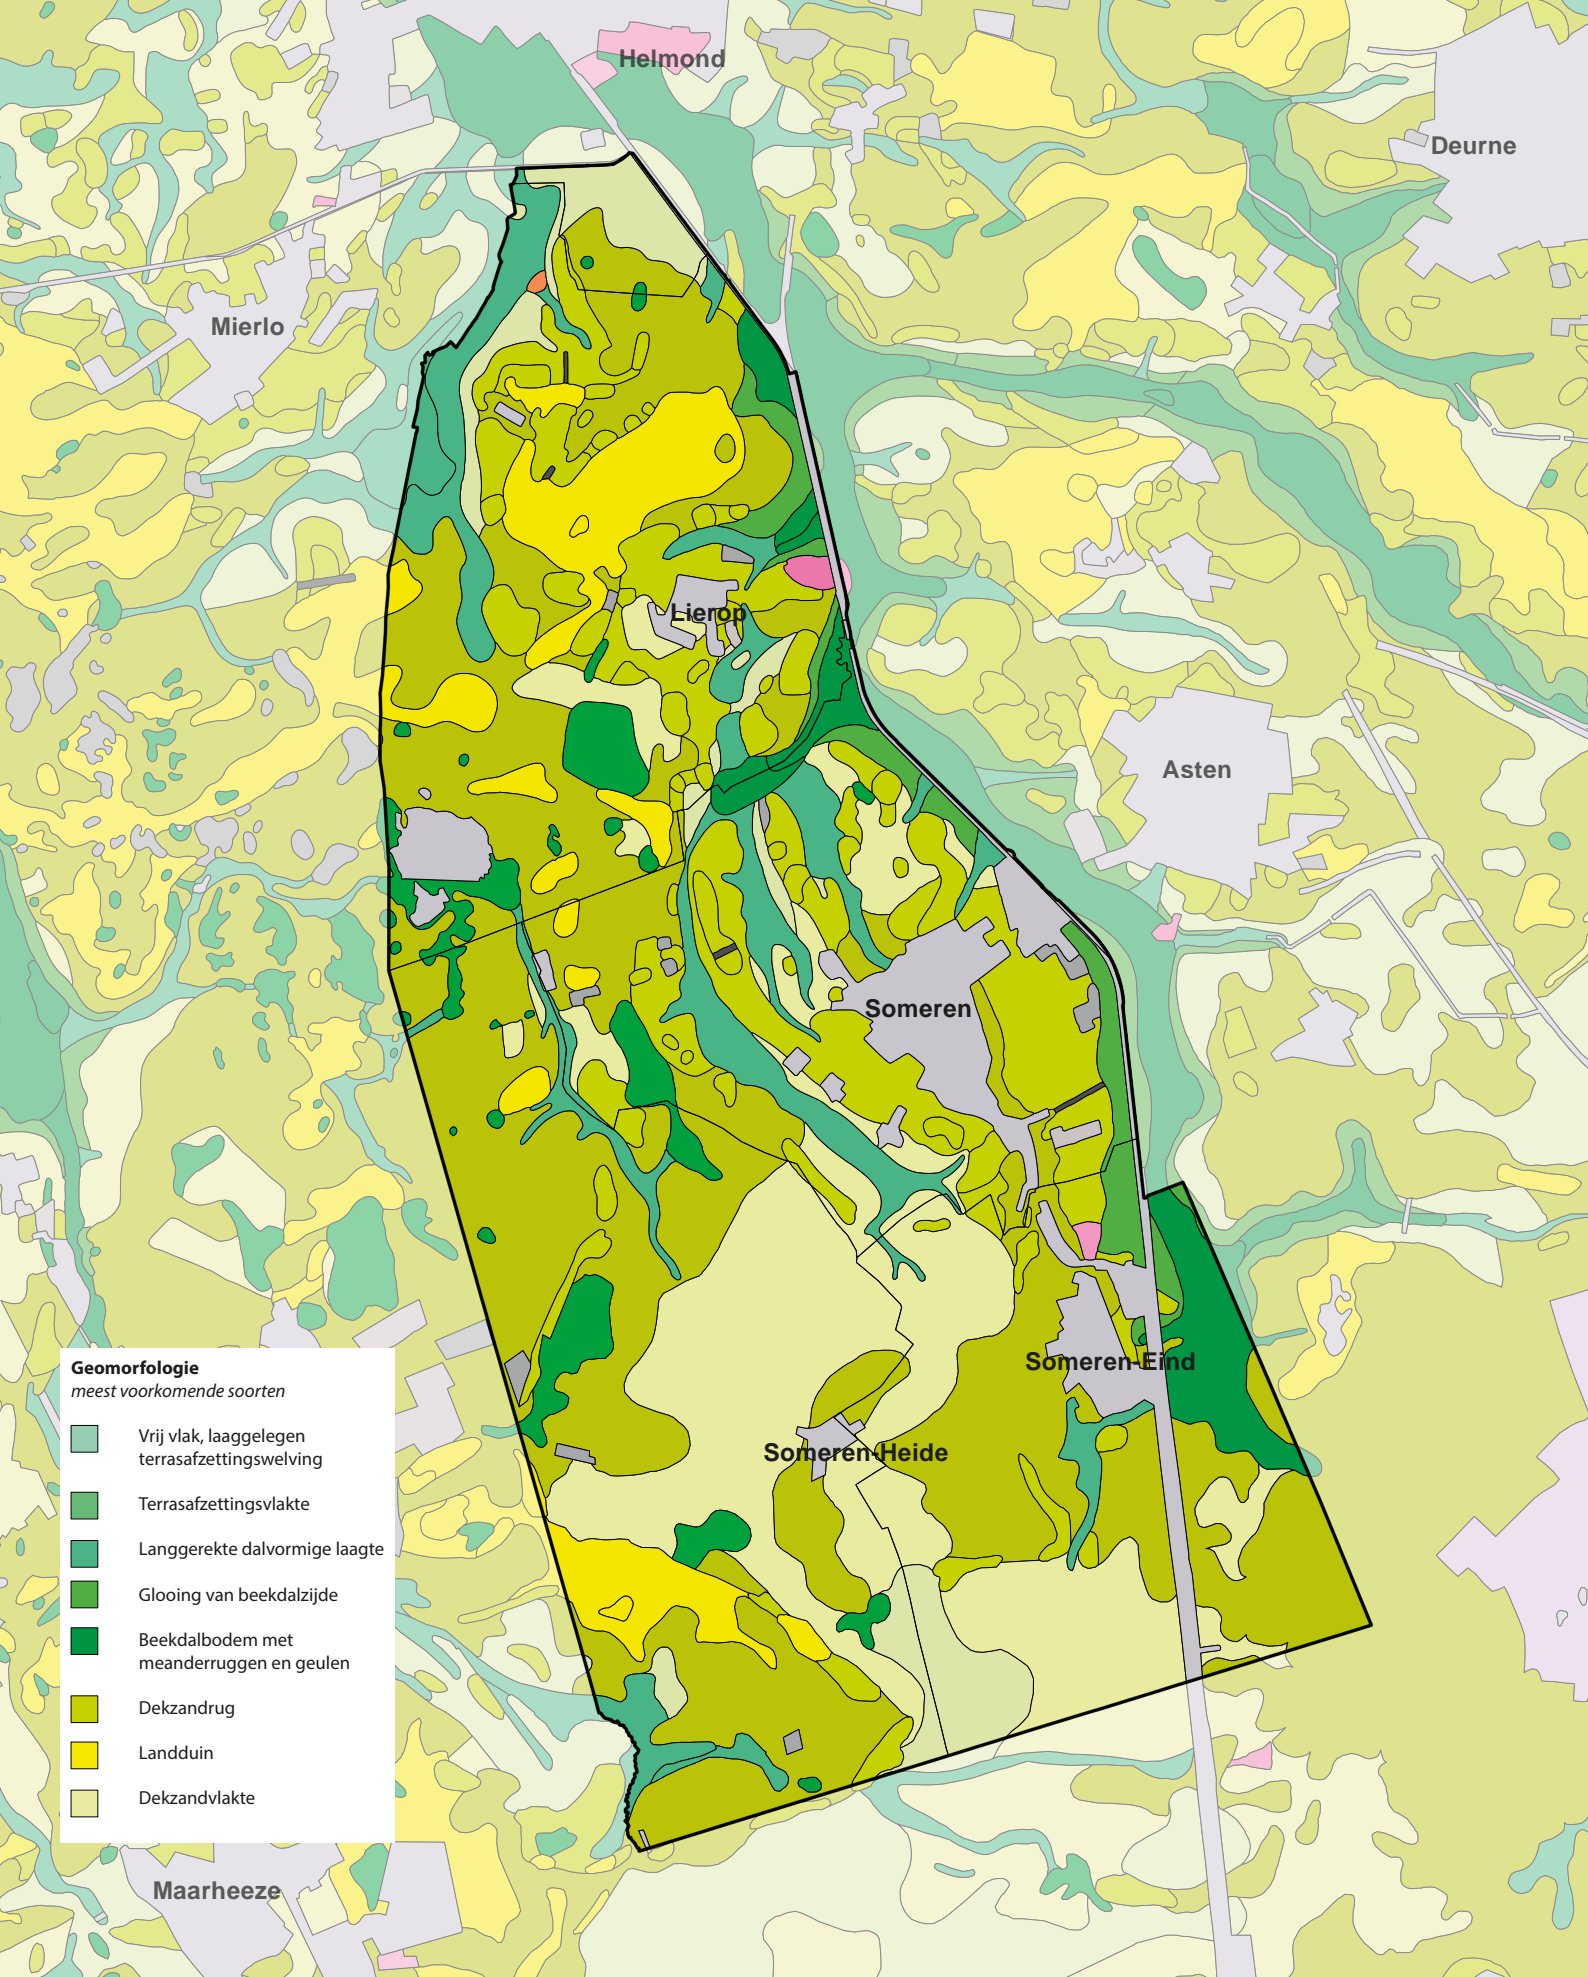 Helmond
Deurne
Mierlo
Lierop
Asten
Someren
Someren-Eind
Someren-Heide
Maarheeze
Geomorfologie
meest voorkomende soorten
Vrij vlak, laaggelegen
terrasafzettingswelving
Terrasafzettingsvlakte
Langgerekte dalvormige laagte
Glooing van beekdalzijde
Beekdalbodem met
meanderruggen en geulen
Dekzandrug
Landduin
Dekzandvlakte